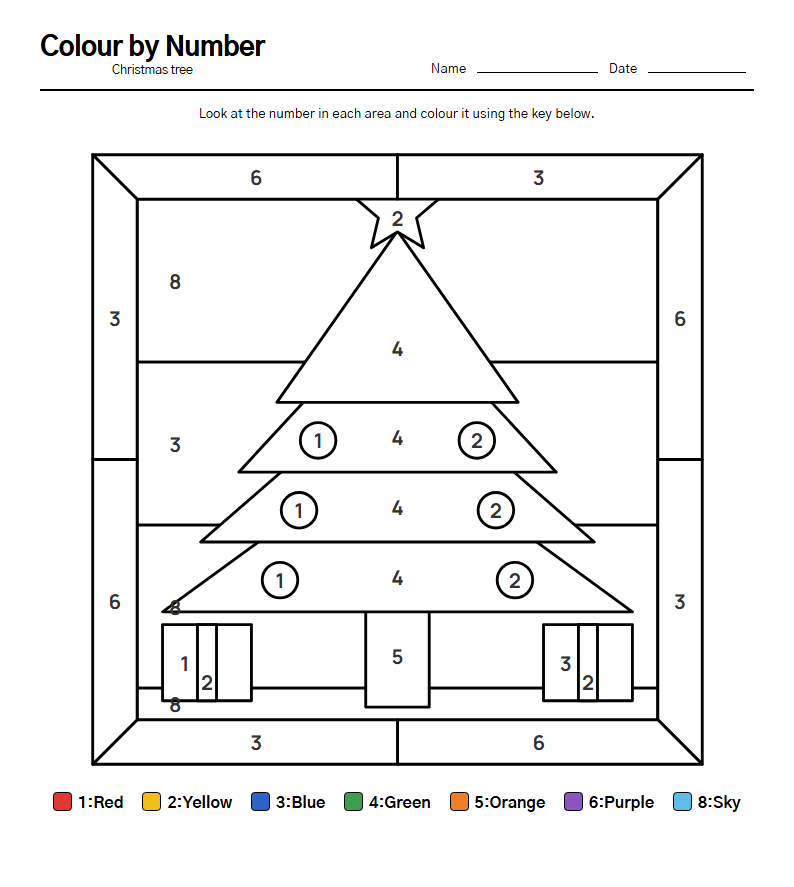 Colour by Number
Christmas tree
Name
Date
Look at the number in each area and colour it using the key below.
6
3
2
8
3
6
4
3
1
4
2
1
4
2
1
4
2
6
8
3
5
1
2
3
2
8
3
6
1:Red
2:Yellow
3:Blue
4:Green
5:Orange
6:Purple
8:Sky